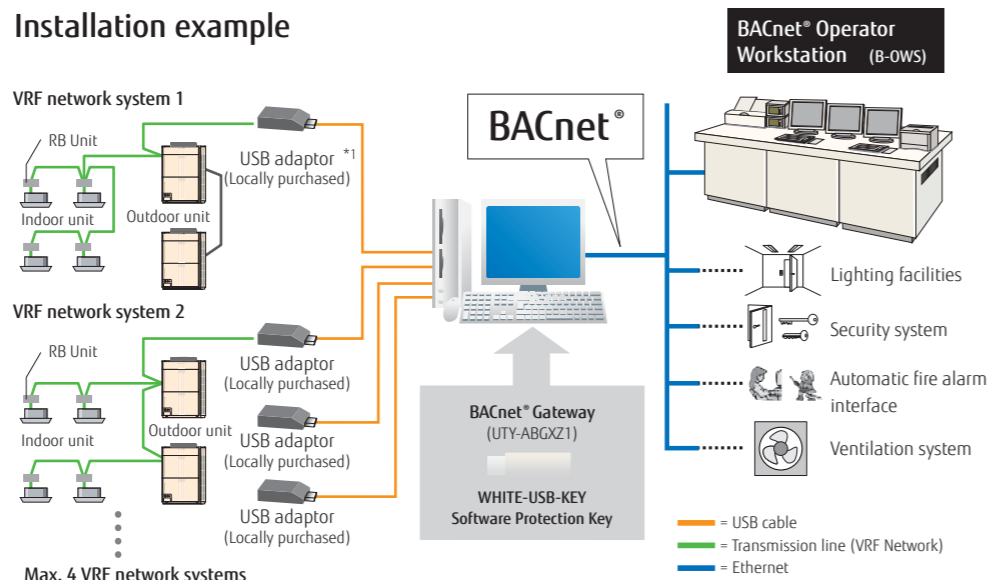 Installation example
BACnet® Operator
Workstation (B-OWS)
VRF network system 1
RB Unit
Indoor unit
Outdoor unit
USB adaptor *1
(Locally purchased)
BACnet®
VRF network system 2
RB Unit
Indoor unit
Outdoor unit
USB adaptor
(Locally purchased)
USB adaptor
(Locally purchased)
USB adaptor
(Locally purchased)
Max. 4 VRF network systems
BACnet® Gateway
(UTY-ABGXZ1)
WHITE-USB-KEY
Software Protection Key
Lighting facilities
Security system
Automatic fire alarm
interface
Ventilation system
= USB cable
= Transmission line (VRF Network)
= Ethernet